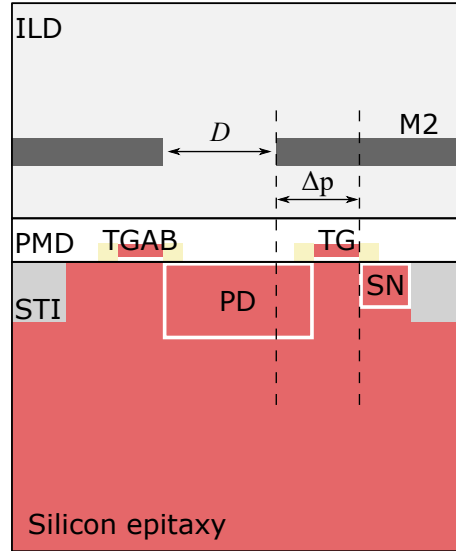 ILD
M2
D
Δp
PMD
TGAB
TG
STI
PD
SN
Silicon epitaxy